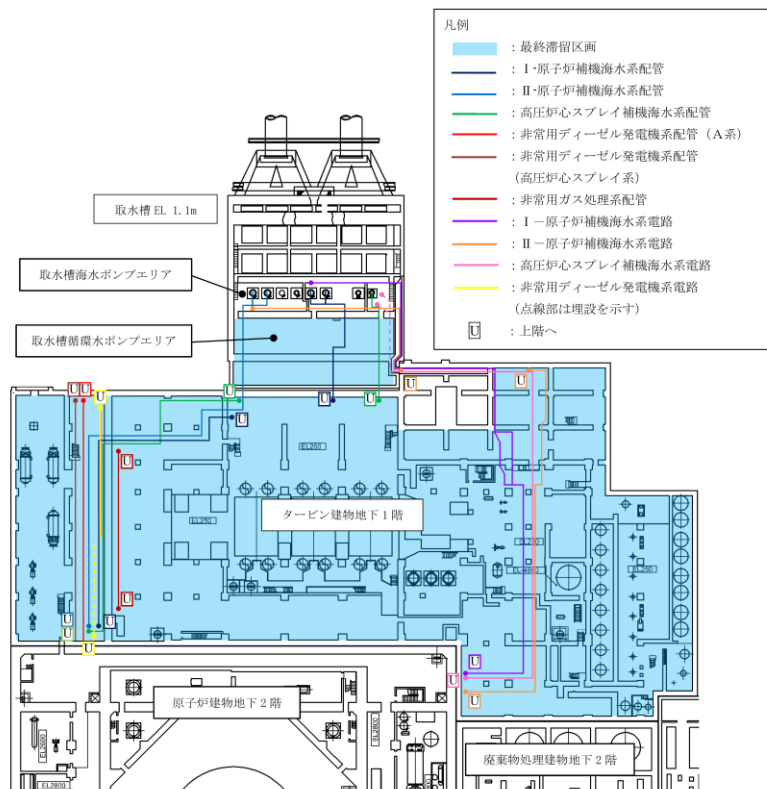 凡例
：最終滞留区画
：Ⅰ-原子炉補機海水系配管
：Ⅱ-原子炉補機海水系配管
：高圧炉心スプレイ補機海水系配管
：非常用ディーゼル発電機系配管（A系）
：非常用ディーゼル発電機系配管
（高圧炉心スプレイ系）
：非常用ガス処理系配管
：Ⅰ－原子炉補機海水系電路
：Ⅱ－原子炉補機海水系電路
：高圧炉心スプレイ補機海水系電路
：非常用ディーゼル発電機系電路
（点線部は埋設を示す）
U ：上階へ
取水槽 EL 1.1m
取水槽海水ポンプエリア
取水槽循環水ポンプエリア
U U U U U U U U
U
EL250
U
タービン建物地下1階
EL250
EL250
U
U U
U
U
U
U
U
原子炉建物地下2階
EL2600
EL2800
EL2800
廃棄物処理建物地下2階